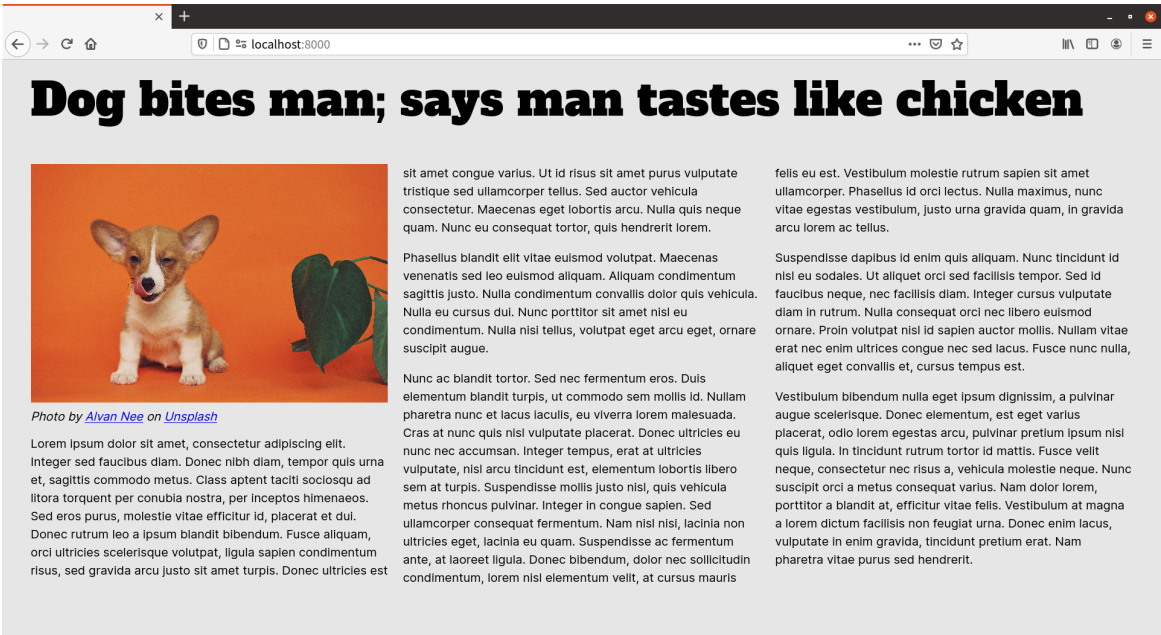 localhost:8000
Dog bites man; says man tastes like chicken
Photo by Alvan Nee on Unsplash
Lorem ipsum dolor sit amet, consectetur adipiscing elit.
Integer sed faucibus diam. Donec nibh diam, tempor quis urna
et, sagittis commodo metus. Class aptent taciti sociosqu ad
litora torquent per conubia nostra, per inceptos himenaeos.
Sed eros purus, molestie vitae efficitur id, placerat et dui.
Donec rutrum leo a ipsum blandit bibendum. Fusce aliquam,
orci ultricies scelerisque volutpat, ligula sapien condimentum
risus, sed gravida arcu justo sit amet turpis. Donec ultricies est
sit amet congue varius. Ut id risus sit amet purus vulputate
tristique sed ullamcorper tellus. Sed auctor vehicula
consectetur. Maecenas eget lobortis arcu. Nulla quis neque
quam. Nunc eu consequat tortor, quis hendrerit lorem.
Phasellus blandit elit vitae euismod volutpat. Maecenas
venenatis sed leo euismod aliquam. Aliquam condimentum
sagittis justo. Nulla condimentum convallis dolor quis vehicula.
Nulla eu cursus dui. Nunc porttitor sit amet nisl eu
condimentum. Nulla nisi tellus, volutpat eget arcu eget, ornare
suscipit augue.
Nunc ac blandit tortor. Sed nec fermentum eros. Duis
elementum blandit turpis, ut commodo sem mollis id. Nullam
pharetra nunc et lacus iaculis, eu viverra lorem malesuada.
Cras at nunc quis nisl vulputate placerat. Donec ultricies eu
nunc nec accumsan. Integer tempus, erat at ultricies
vulputate, nisl arcu tincidunt est, elementum lobortis libero
sem at turpis. Suspendisse mollis justo nisl, quis vehicula
metus rhoncus pulvinar. Integer in congue sapien. Sed
ullamcorper consequat fermentum. Nam nisl nisi, lacinia non
ultricies eget, lacinia eu quam. Suspendisse ac fermentum
ante, at laoreet ligula. Donec bibendum, dolor nec sollicitudin
condimentum, lorem nisl elementum velit, at cursus mauris
felis eu est. Vestibulum molestie rutrum sapien sit amet
ullamcorper. Phasellus id orci lectus. Nulla maximus, nunc
vitae egestas vestibulum, justo urna gravida quam, in gravida
arcu lorem ac tellus.
Suspendisse dapibus id enim quis aliquam. Nunc tincidunt id
nisl eu sodales. Ut aliquet orci sed facilisis tempor. Sed id
faucibus neque, nec facilisis diam. Integer cursus vulputate
diam in rutrum. Nulla consequat orci nec libero euismod
ornare. Proin volutpat nisl id sapien auctor mollis. Nullam vitae
erat nec enim ultrices congue nec sed lacus. Fusce nunc nulla,
aliquet eget convallis et, cursus tempus est.
Vestibulum bibendum nulla eget ipsum dignissim, a pulvinar
augue scelerisque. Donec elementum, est eget varius
placerat, odio lorem egestas arcu, pulvinar pretium ipsum nisi
quis ligula. In tincidunt rutrum tortor id mattis. Fusce velit
neque, consectetur nec risus a, vehicula molestie neque. Nunc
suscipit orci a metus consequat varius. Nam dolor lorem,
porttitor a blandit at, efficitur vitae felis. Vestibulum at magna
a lorem dictum facilisis non feugiat urna. Donec enim lacus,
vulputate in enim gravida, tincidunt pretium erat. Nam
pharetra vitae purus sed hendrerit.